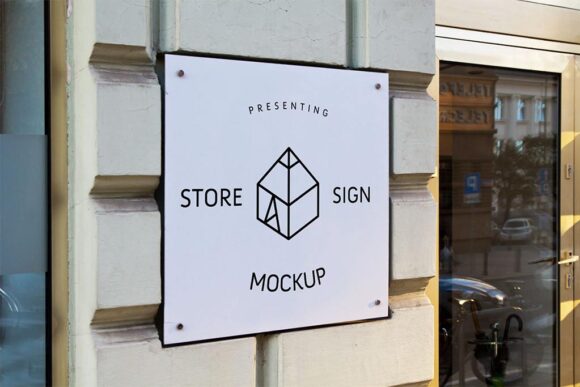 PRESENTING
STORE SIGN
MOCKUP
P